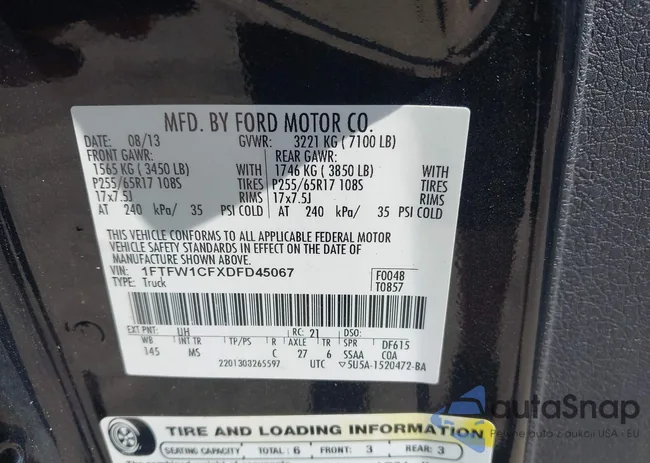 MFD. BY FORD MOTOR CO.
DATE: 08/13 GVWR: 3221 KG ( 7100 LB)
FRONT GAWR: REAR GAWR:
1565 KG ( 3450 LB) WITH 1746 KG ( 3850 LB) WITH
P255/65R17 108S TIRES P255/65R17 108S TIRES
17x7.5J RIMS 17x7.5J RIMS
AT 240 kPa/ 35 PSI COLD AT 240 kPa/ 35 PSI COLD
THIS VEHICLE CONFORMS TO ALL APPLICABLE FEDERAL MOTOR
VEHICLE SAFETY STANDARDS IN EFFECT ON THE DATE OF
MANUFACTURE SHOWN ABOVE.
VIN: 1FTFW1CFXDFD45067 F0048
TYPE: Truck T0857
EXT PNT: UH RC: 21 DSO:
WB INT TR TP/PS R AXLE TR SPR DF615
145 MS C 27 6 SSAA COA
2201303265597 UTC ▽5U5A-1520472-BA
TIRE AND LOADING INFORMATION
SEATING CAPACITY TOTAL: 6 FRONT: 3 REAR: 3
autoSnap